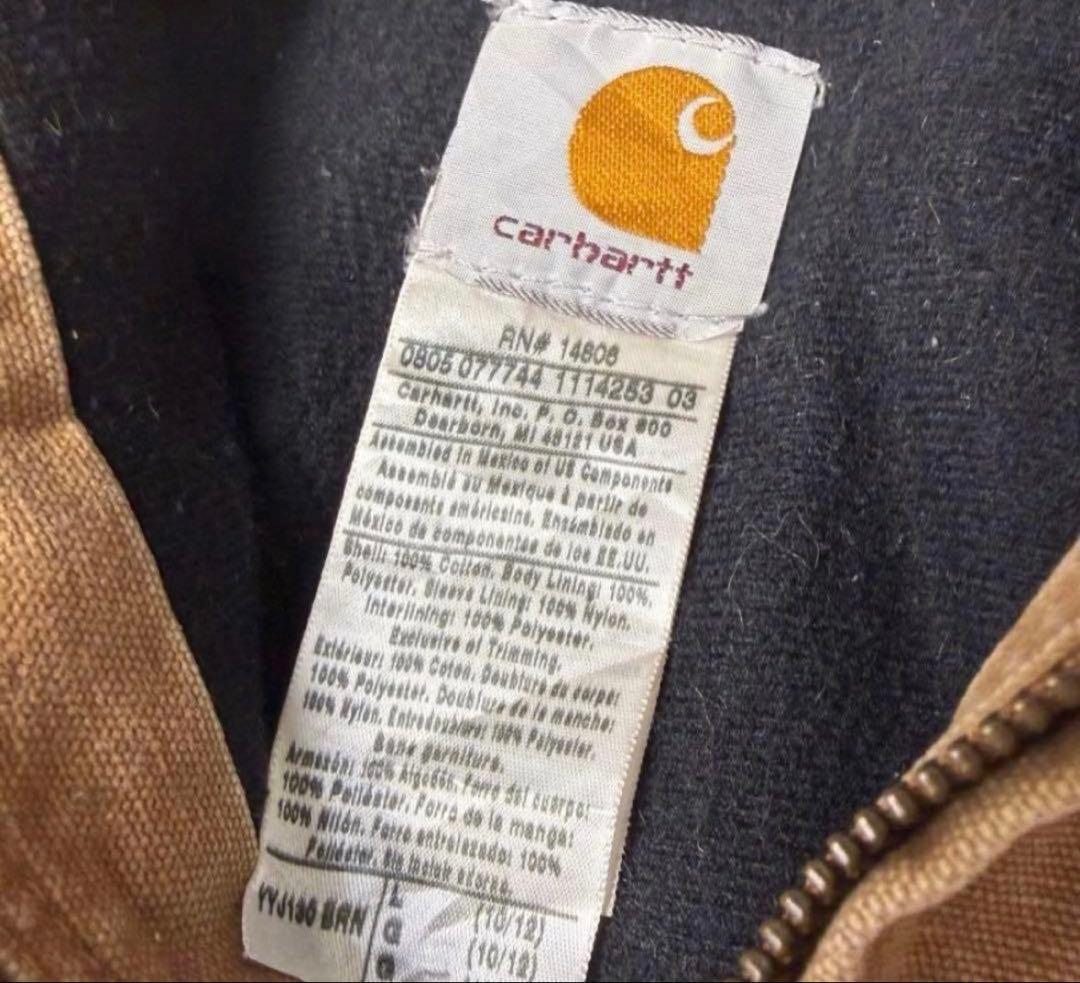 carhartt
RN# 14806
0805 077744 1114253 03
Carhartt, Inc. P. O. Box 600
Dearborn, MI 48121 USA
Assembled in Mexico of US Components
Assemblé au Mexique à partir de
composants américains, Ensamblado en
México de componentes de los EE.UU.
Shell: 100% Cotton, Body Lining: 100%
Polyester, Sleeve Lining: 100% Nylon.
Interlining: 100% Polyester.
Exclusive of Trimming.
Extérieur: 100% Coton, Doublure de corps:
100% Polyester, Doublure de la manche:
100% Nylon, Entredoublure: 100% Polyester.
Sans garniture.
100% Algodón, Forro del cuerpo:
100% Poliéster, Forro de la manga:
100% Nilón, Forro entrelazado: 100%
Poliéster, sin incluir
BRN L (10/12)
G (10/12)